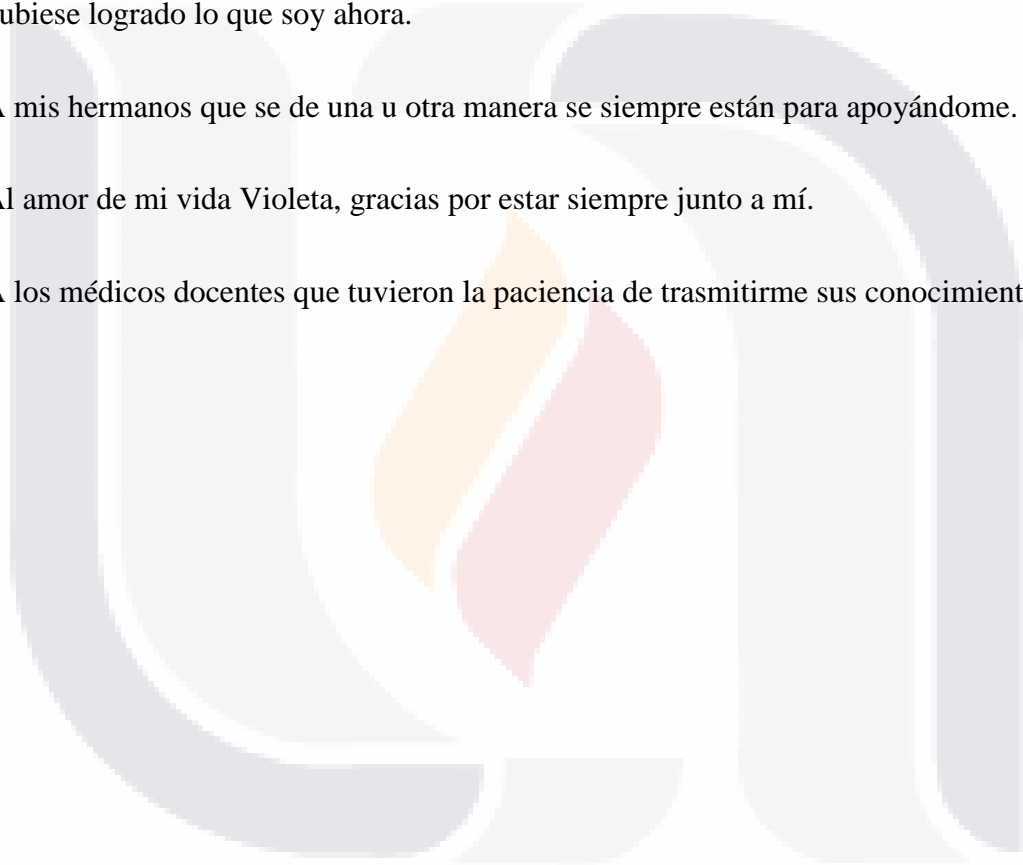 ubiese logrado lo que soy ahora.
A mis hermanos que se de una u otra manera se siempre están para apoyándome.
Al amor de mi vida Violeta, gracias por estar siempre junto a mí.
A los médicos docentes que tuvieron la paciencia de trasmitirme sus conocimient